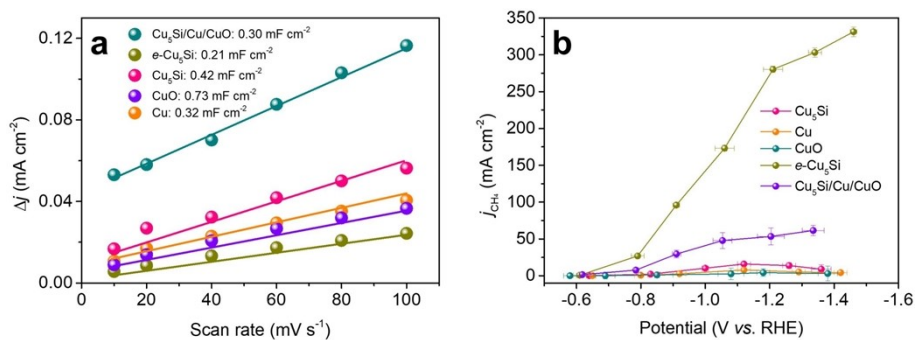 a
Cu₅Si/Cu/CuO: 0.30 mF cm⁻²
e-Cu₅Si: 0.21 mF cm⁻²
Cu₅Si: 0.42 mF cm⁻²
CuO: 0.73 mF cm⁻²
Cu: 0.32 mF cm⁻²
Δj (mA cm⁻²)
0.12
0.08
0.04
0.00
0 20 40 60 80 100
Scan rate (mV s⁻¹)
b
j_CH₄ (mA cm⁻²)
350
300
250
200
150
100
50
0
Cu₅Si
Cu
CuO
e-Cu₅Si
Cu₅Si/Cu/CuO
-0.6 -0.8 -1.0 -1.2 -1.4 -1.6
Potential (V vs. RHE)